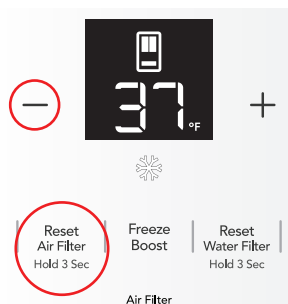 37 °F
Reset
Air Filter
Hold 3 Sec
Freeze
Boost
Reset
Water Filter
Hold 3 Sec
Air Filter